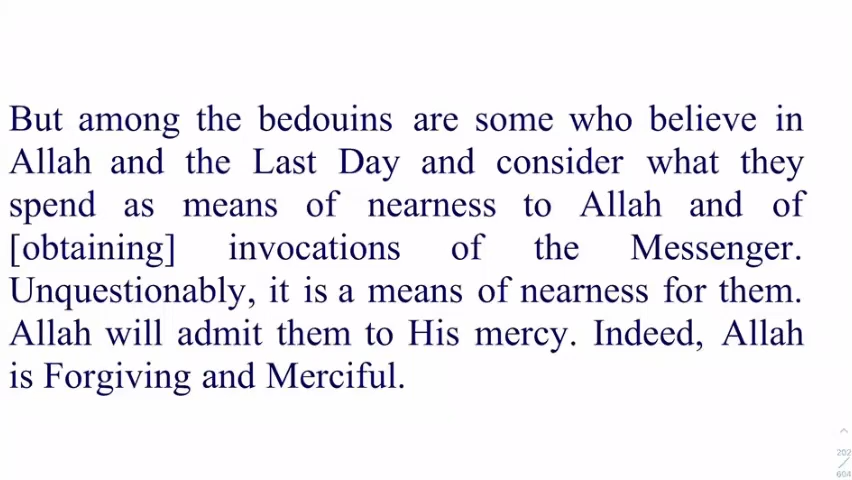 But among the bedouins are some who believe in
Allah and the Last Day and consider what they
spend as means of nearness to Allah and of
[obtaining] invocations of the Messenger.
Unquestionably, it is a means of nearness for them.
Allah will admit them to His mercy. Indeed, Allah
is Forgiving and Merciful.
202
/
604